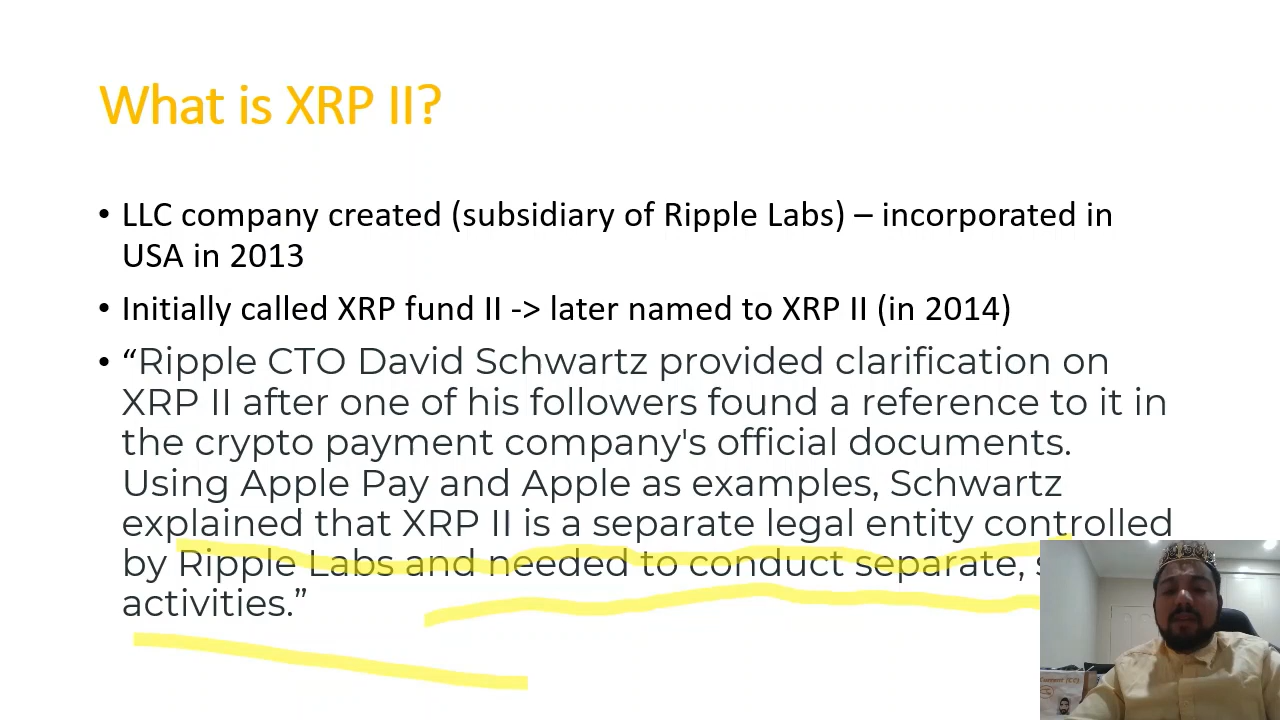 What is XRP II?
• LLC company created (subsidiary of Ripple Labs) – incorporated in
USA in 2013
• Initially called XRP fund II -> later named to XRP II (in 2014)
• “Ripple CTO David Schwartz provided clarification on
XRP II after one of his followers found a reference to it in
the crypto payment company's official documents.
Using Apple Pay and Apple as examples, Schwartz
explained that XRP II is a separate legal entity controlled
by Ripple Labs and needed to conduct separate,
activities.”